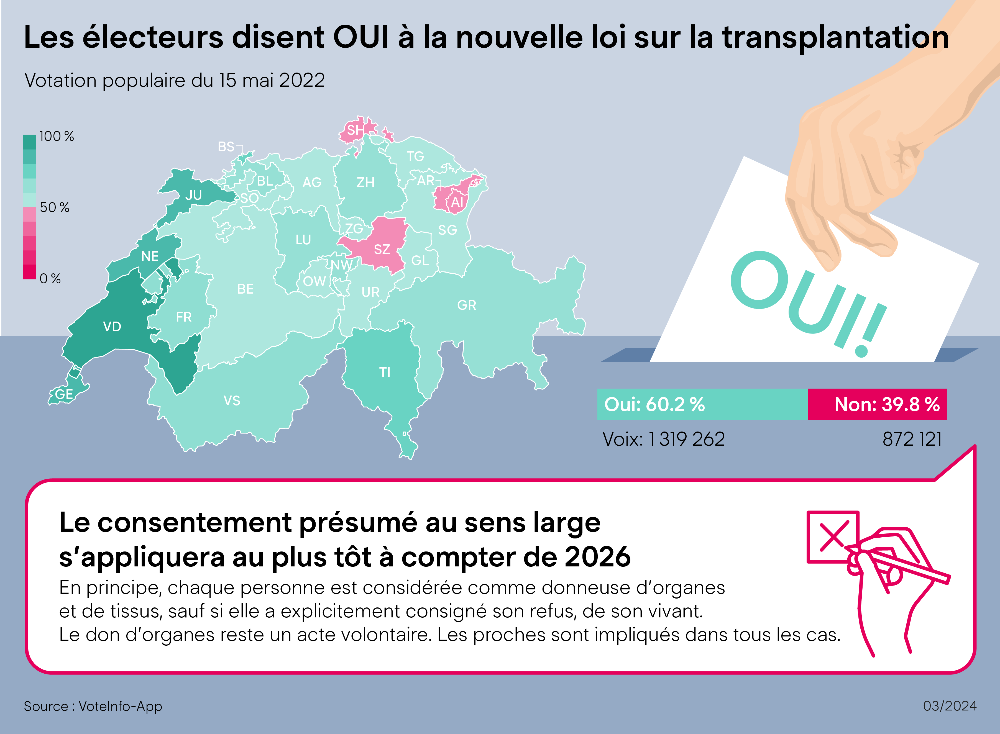 Les électeurs disent OUI à la nouvelle loi sur la transplantation
Votation populaire du 15 mai 2022
100 %
50 %
0 %
SH
BS
TG
BL
AG
ZH
AR
JU
SO
AI
ZG
SG
LU
SZ
NE
NW
GL
OW
BE
UR
GR
FR
VD
TI
GE
VS
OUI!
Oui: 60.2 %
Non: 39.8 %
Voix: 1 319 262
872 121
Le consentement présumé au sens large
s’appliquera au plus tôt à compter de 2026
En principe, chaque personne est considérée comme donneuse d’organes
et de tissus, sauf si elle a explicitement consigné son refus, de son vivant.
Le don d’organes reste un acte volontaire. Les proches sont impliqués dans tous les cas.
Source : VoteInfo-App
03/2024